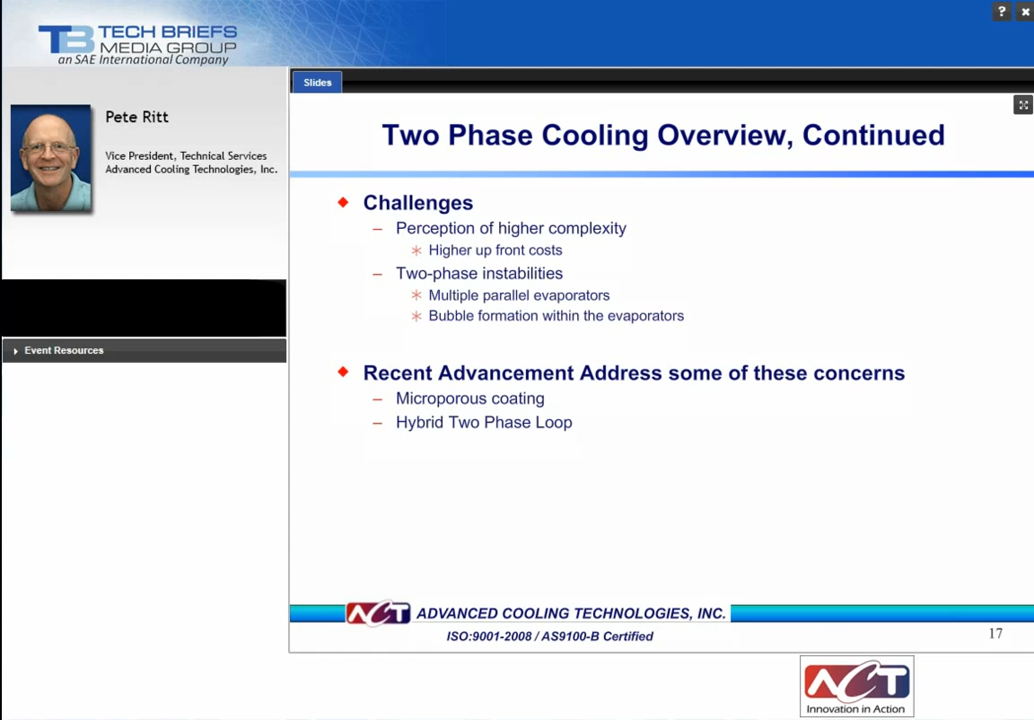 TB TECH BRIEFS
MEDIA GROUP
an SAE International Company
?
Slides
Pete Ritt
Vice President, Technical Services
Advanced Cooling Technologies, Inc.
Event Resources
Two Phase Cooling Overview, Continued
Challenges
– Perception of higher complexity
Higher up front costs
– Two-phase instabilities
Multiple parallel evaporators
Bubble formation within the evaporators
Recent Advancement Address some of these concerns
– Microporous coating
– Hybrid Two Phase Loop
ACT ADVANCED COOLING TECHNOLOGIES, INC.
ISO:9001-2008 / AS9100-B Certified
17
ACT
Innovation in Action